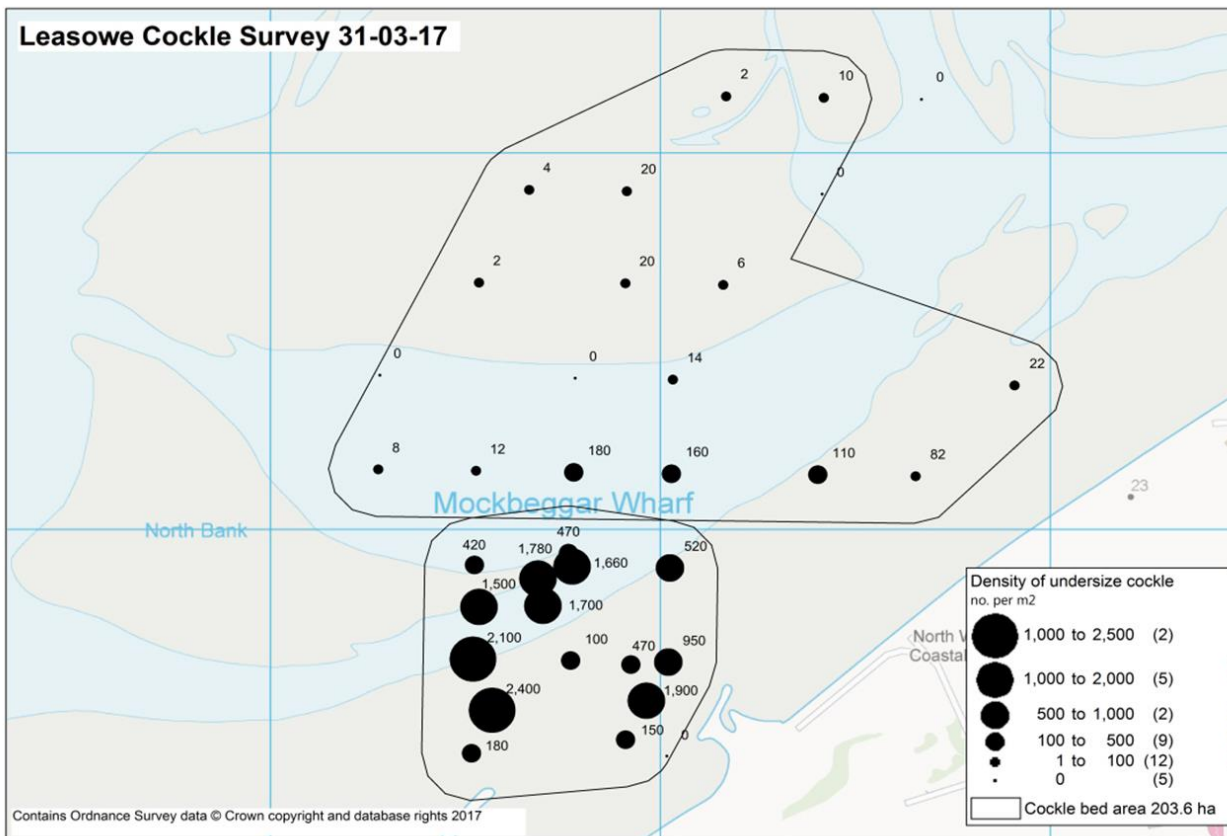 Leasowe Cockle Survey 31-03-17
2
10
0
4
20
0
2
20
6
0
0
14
22
8
12
180
160
110
82
23
Mockbeggar Wharf
North Bank
470
420
1,780
1,660
520
1,500
1,700
2,100
100
470
950
2,400
1,900
180
150
0
North W
Coastal
Density of undersize cockle
no. per m2
1,000 to 2,500 (2)
1,000 to 2,000 (5)
500 to 1,000 (2)
100 to 500 (9)
1 to 100 (12)
0 (5)
Cockle bed area 203.6 ha
Contains Ordnance Survey data © Crown copyright and database rights 2017